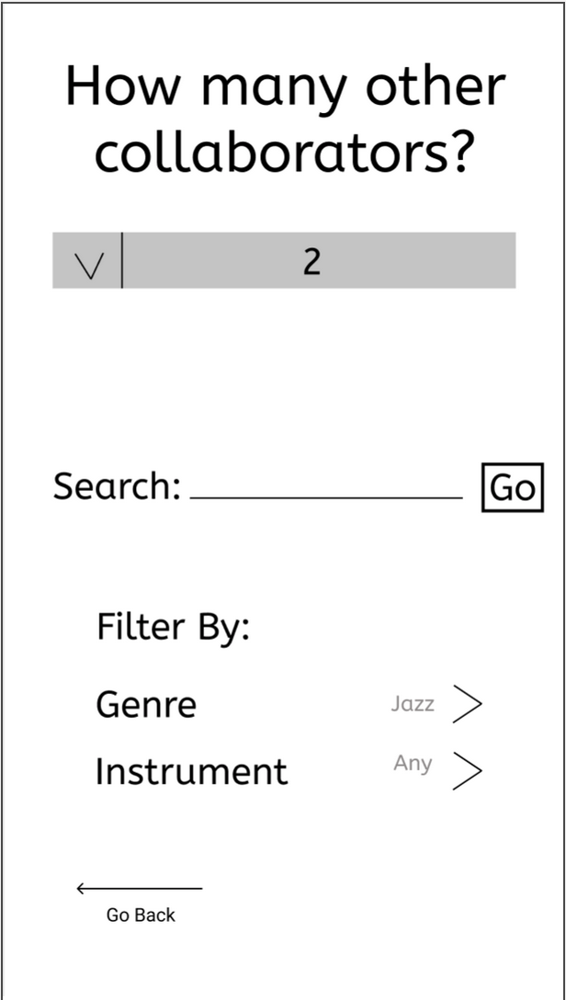 How many other
collaborators?
2
Search: Go
Filter By:
Genre Jazz
Instrument Any
Go Back